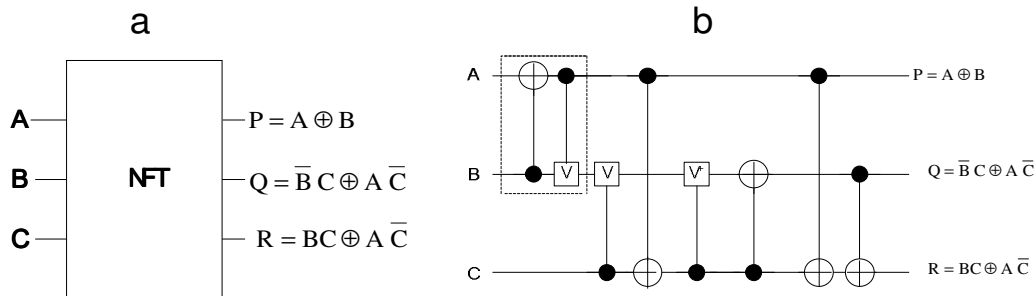 a
b
A
B
C
NFT
P = A ⊕ B
Q = B̅ C ⊕ A C̅
R = BC ⊕ A C̅
A
B
C
V
V
V⁺
P = A ⊕ B
Q = B̅ C ⊕ A C̅
R = BC ⊕ A C̅